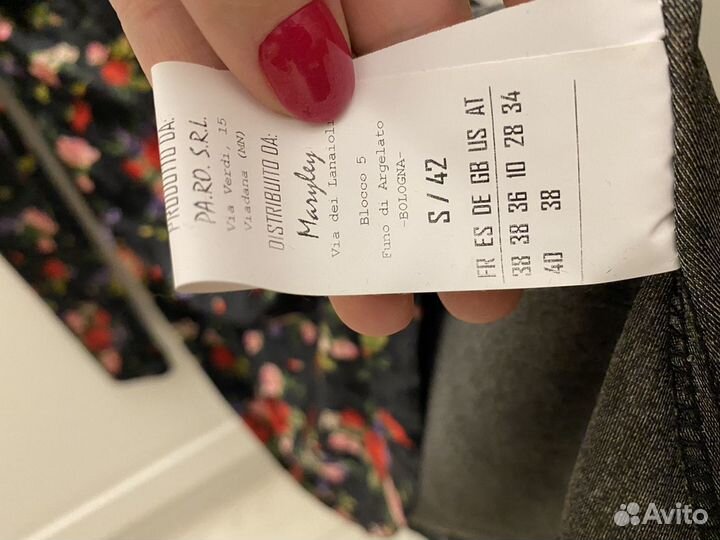 PRODOTTO DA:
PA.RO. S.R.L.
Via Verdi, 15
Viadana (MN)
DISTRIBUITO DA:
Maryley
Via dei Lanaioli
Blocco 5
Funo di Argelato
-BOLOGNA-
S / 42
FR ES DE GB US AT
38 38 36 10 28 34
40 38
Avito